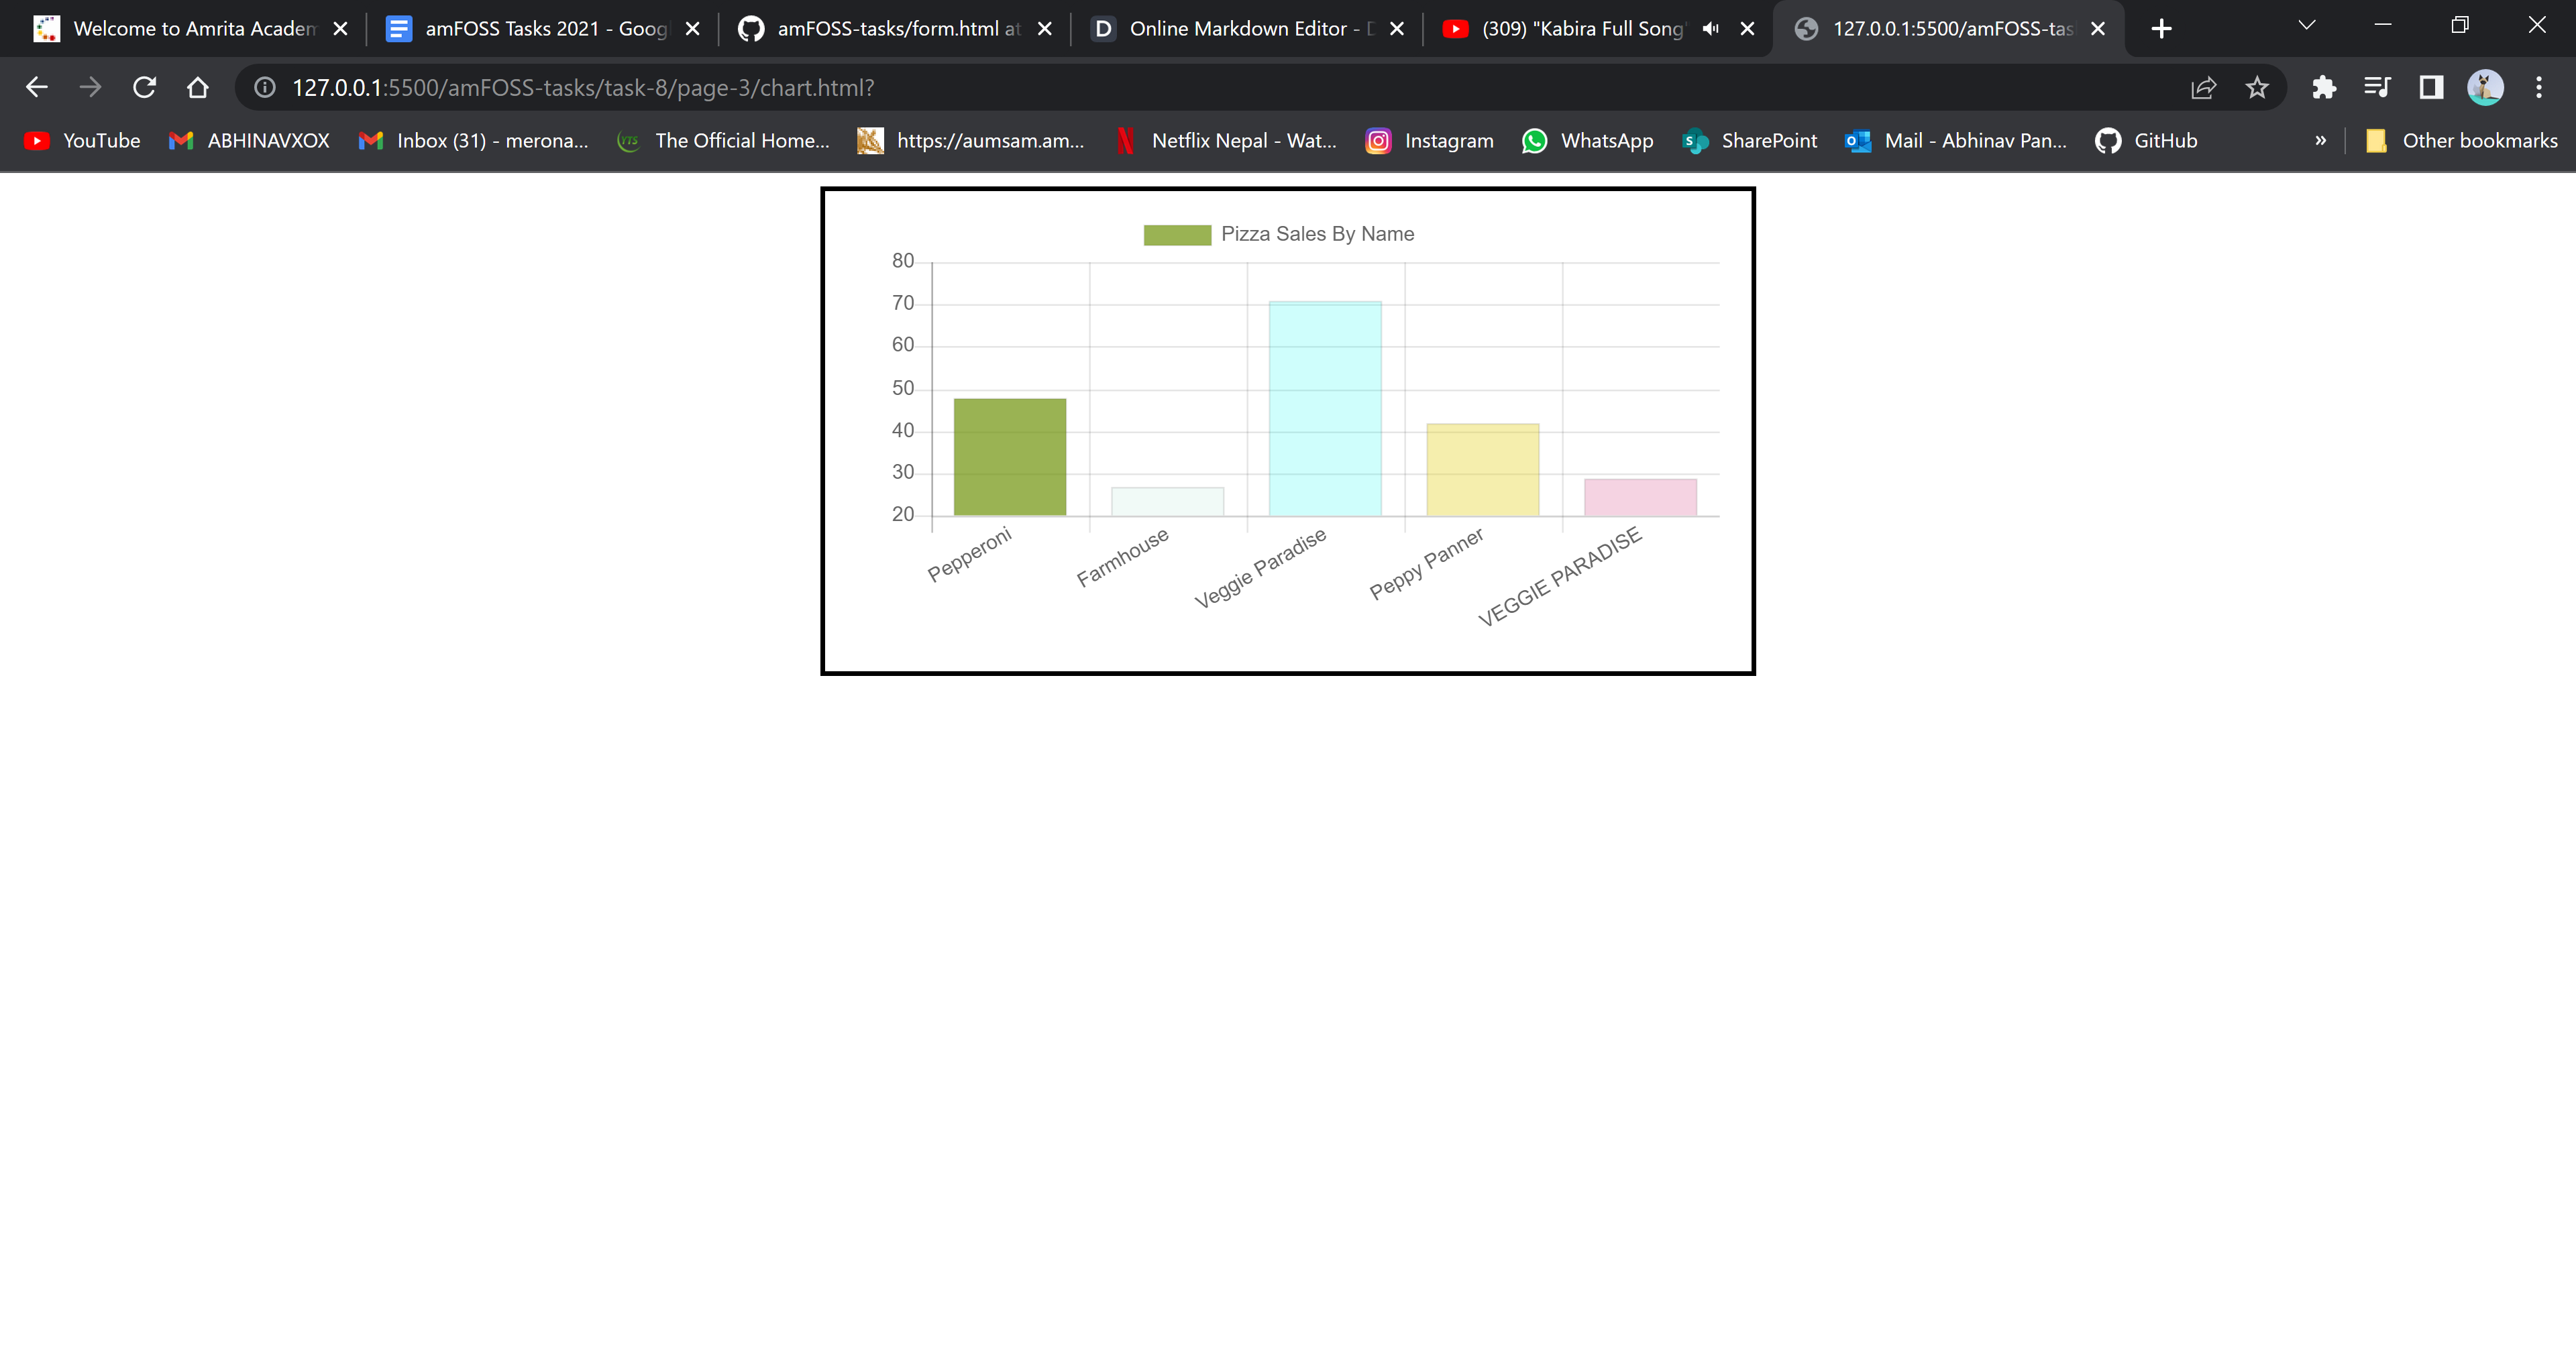 Welcome to Amrita Academ
amFOSS Tasks 2021 - Goog
amFOSS-tasks/form.html at
D Online Markdown Editor - D
(309) "Kabira Full Song"
127.0.0.1:5500/amFOSS-tas
127.0.0.1:5500/amFOSS-tasks/task-8/page-3/chart.html?
YouTube
ABHINAVXOX
Inbox (31) - merona...
YTS The Official Home...
https://aumsam.am...
Netflix Nepal - Wat...
Instagram
WhatsApp
SharePoint
Mail - Abhinav Pan...
GitHub
»
Other bookmarks
Pizza Sales By Name
80
70
60
50
40
30
20
Pepperoni
Farmhouse
Veggie Paradise
Peppy Panner
VEGGIE PARADISE